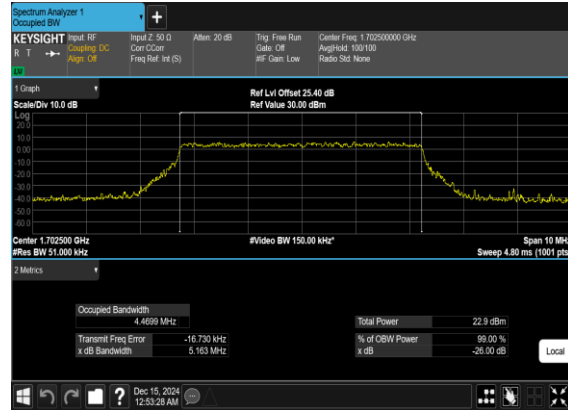 Spectrum Analyzer 1
Occupied BW
+
KEYSIGHT
R T
LM
Input: RF
Coupling: DC
Align: Off
Input Z: 50 Ω
Corr CCorr
Freq Ref: Int (S)
Atten: 20 dB
Trig: Free Run
Gate: Off
#IF Gain: Low
Center Freq: 1.702500000 GHz
Avg|Hold: 100/100
Radio Std: None
1 Graph
Scale/Div 10.0 dB
Ref Lvl Offset 25.40 dB
Ref Value 30.00 dBm
Log
20.0
10.0
0.00
-10.0
-20.0
-30.0
-40.0
-50.0
-60.0
Center 1.702500 GHz
#Res BW 51.000 kHz
#Video BW 150.00 kHz*
Span 10 MHz
Sweep 4.80 ms (1001 pts)
2 Metrics
Occupied Bandwidth
4.4699 MHz
Total Power 22.9 dBm
Transmit Freq Error -16.730 kHz
% of OBW Power 99.00 %
x dB Bandwidth 5.163 MHz
x dB -26.00 dB
Local
?
Dec 15, 2024
12:53:28 AM